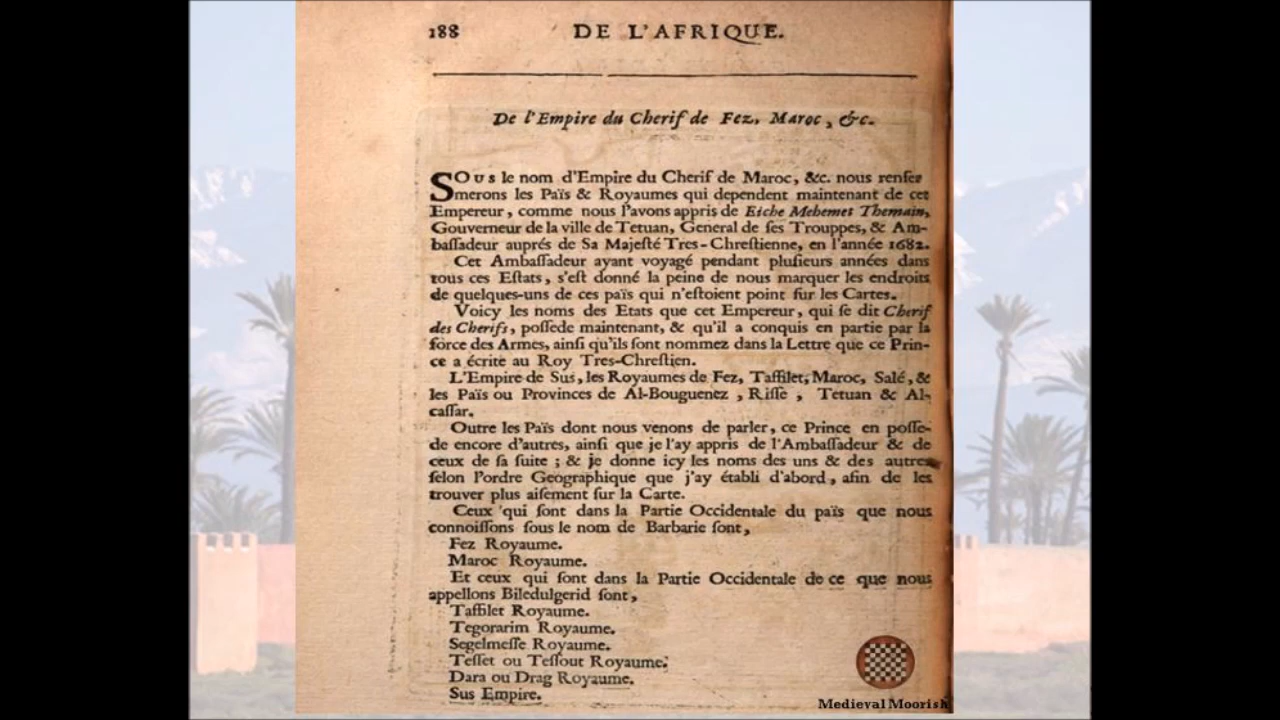 188 DE L'AFRIQUE.
De l'Empire du Cherif de Fez, Maroc, &c.
SOUS le nom d'Empire du Cherif de Maroc, &c. nous renfer
merons les Païs & Royaumes qui dependent maintenant de cet
Empereur, comme nous l'avons appris de Eiche Mehemet Themain,
Gouverneur de la ville de Tetuan, General de ſes Trouppes, & Am-
baſſadeur auprés de Sa Majeſté Tres-Chreſtienne, en l'année 1682.
Cet Ambaſſadeur ayant voyagé pendant pluſieurs années dans
tous ces Eſtats, s'eſt donné la peine de nous marquer les endroits
de quelques-uns de ces païs qui n'eſtoient point ſur les Cartes.
Voicy les noms des Etats que cet Empereur, qui ſe dit Cherif
des Cherifs, poſſede maintenant, & qu'il a conquis en partie par la
force des Armes, ainſi qu'ils ſont nommez dans la Lettre que ce Prin-
ce a écrite au Roy Tres-Chreſtien.
L'Empire de Sus, les Royaumes de Fez, Taffilet, Maroc, Salé, &
les Païs ou Provinces de Al-Bouguenez, Riffe, Tetuan & Al-
caſſar.
Outre les Païs dont nous venons de parler, ce Prince en poſſe-
de encore d'autres, ainſi que je l'ay appris de l'Ambaſſadeur & de
ceux de ſa ſuite ; & je donne icy les noms des uns & des autres
ſelon l'ordre Geographique que j'ay établi d'abord, afin de les
trouver plus aiſement ſur la Carte.
Ceux qui ſont dans la Partie Occidentale du païs que nous
connoiſſons ſous le nom de Barbarie ſont,
Fez Royaume.
Maroc Royaume.
Et ceux qui ſont dans la Partie Occidentale de ce que nous
appellons Biledulgerid ſont,
Taffilet Royaume.
Tegorarim Royaume.
Segelmeſſe Royaume.
Teſſet ou Teſſout Royaume.
Dara ou Drag Royaume.
Sus Empire.
Medieval Moorish